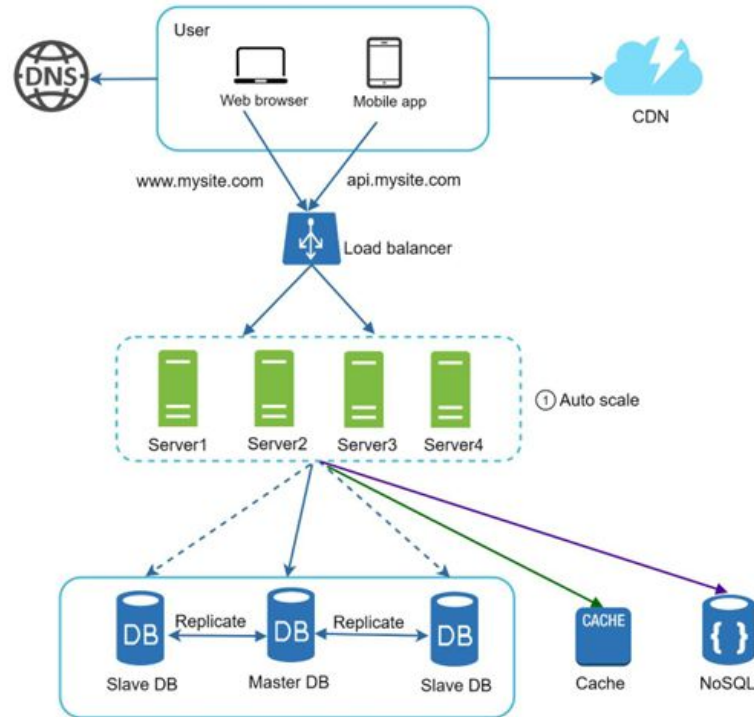 User
DNS
Web browser
Mobile app
CDN
www.mysite.com
api.mysite.com
Load balancer
1 Auto scale
Server1
Server2
Server3
Server4
DB
Replicate
DB
Replicate
DB
CACHE
{ }
Slave DB
Master DB
Slave DB
Cache
NoSQL